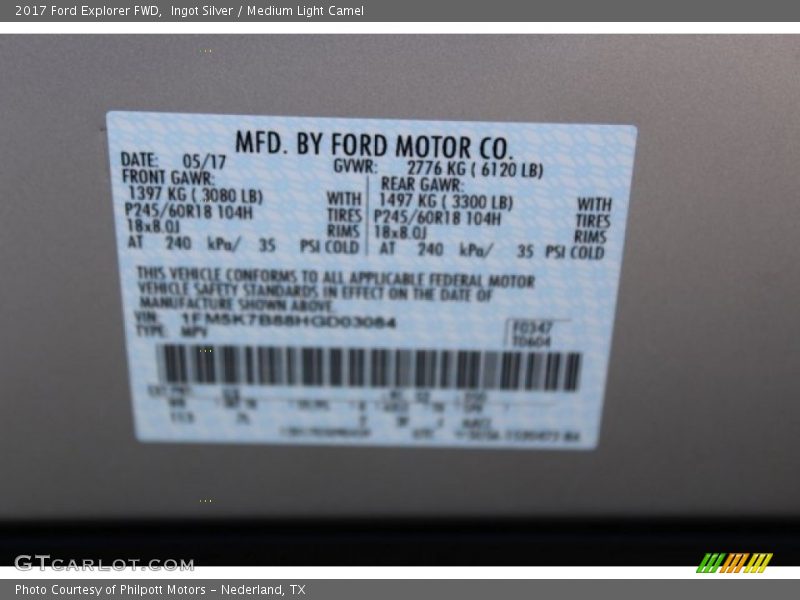 2017 Ford Explorer FWD, Ingot Silver / Medium Light Camel
MFD. BY FORD MOTOR CO.
DATE: 05/17 GVWR: 2776 KG ( 6120 LB)
FRONT GAWR: REAR GAWR:
1397 KG ( 3080 LB) WITH 1497 KG ( 3300 LB) WITH
P245/60R18 104H TIRES P245/60R18 104H TIRES
18x8.0J RIMS 18x8.0J RIMS
AT 240 kPa/ 35 PSI COLD AT 240 kPa/ 35 PSI COLD
THIS VEHICLE CONFORMS TO ALL APPLICABLE FEDERAL MOTOR
VEHICLE SAFETY STANDARDS IN EFFECT ON THE DATE OF
MANUFACTURE SHOWN ABOVE.
VIN: 1FM5K7B88HGD03084
TYPE: MPV F0347
T0604
GTCARLOT.COM
Photo Courtesy of Philpott Motors – Nederland, TX